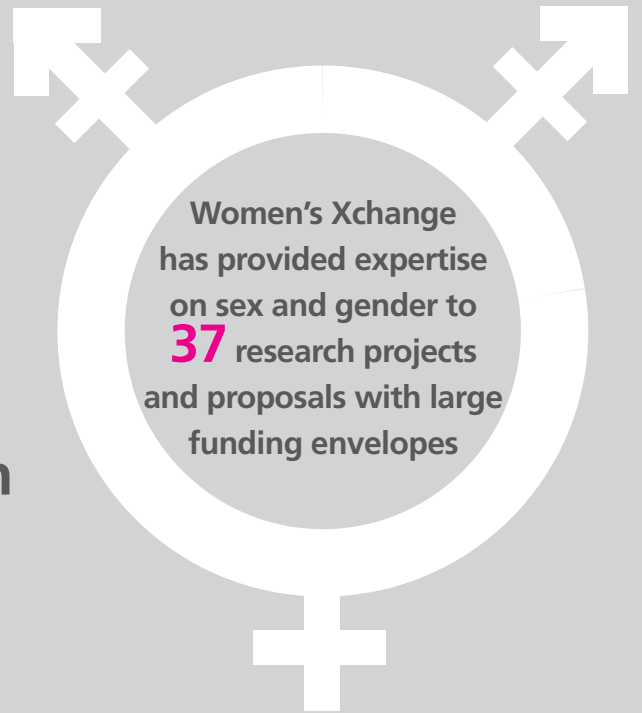 Women's Xchange
has provided expertise
on sex and gender to
37 research projects
and proposals with large
funding envelopes